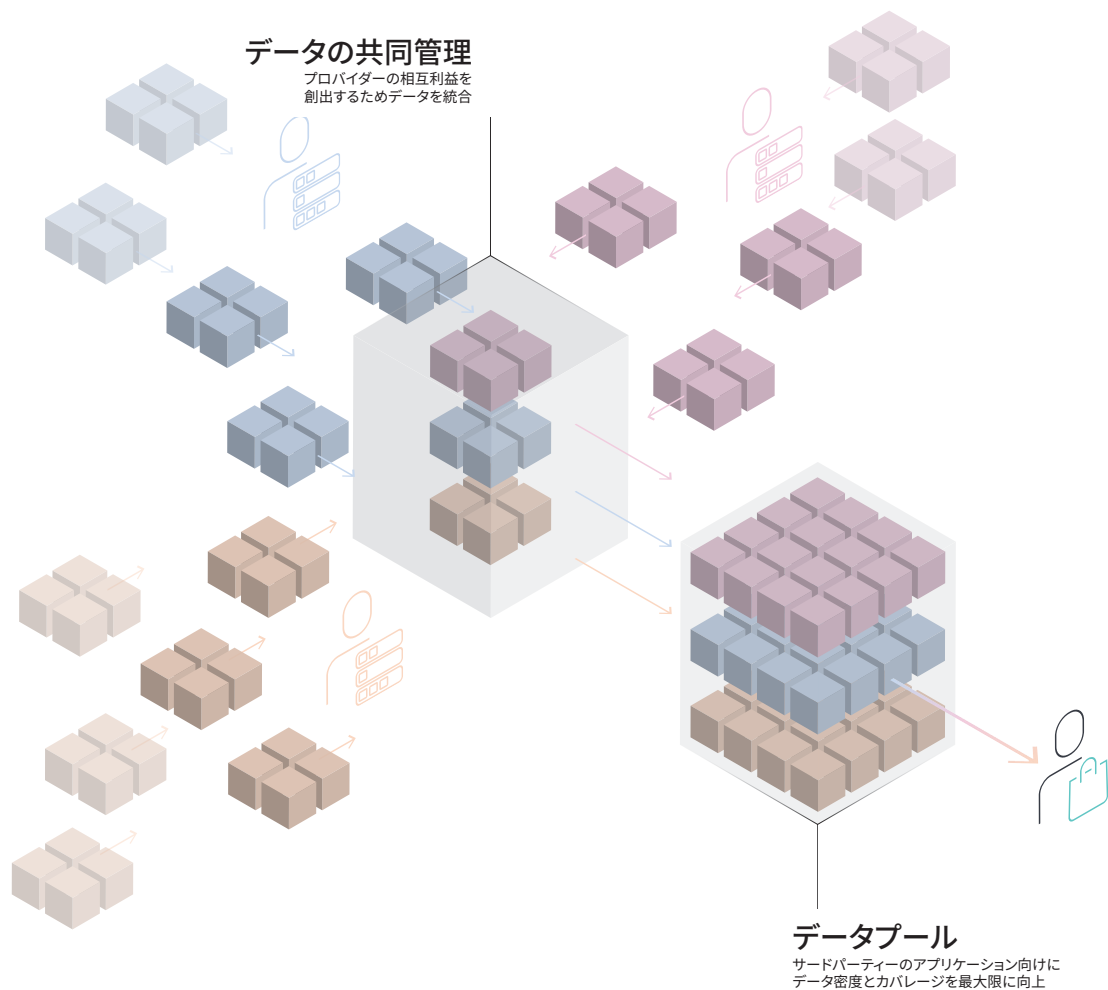 データの共同管理
プロバイダーの相互利益を
創出するためデータを統合
データプール
サードパーティーのアプリケーション向けに
データ密度とカバレージを最大限に向上